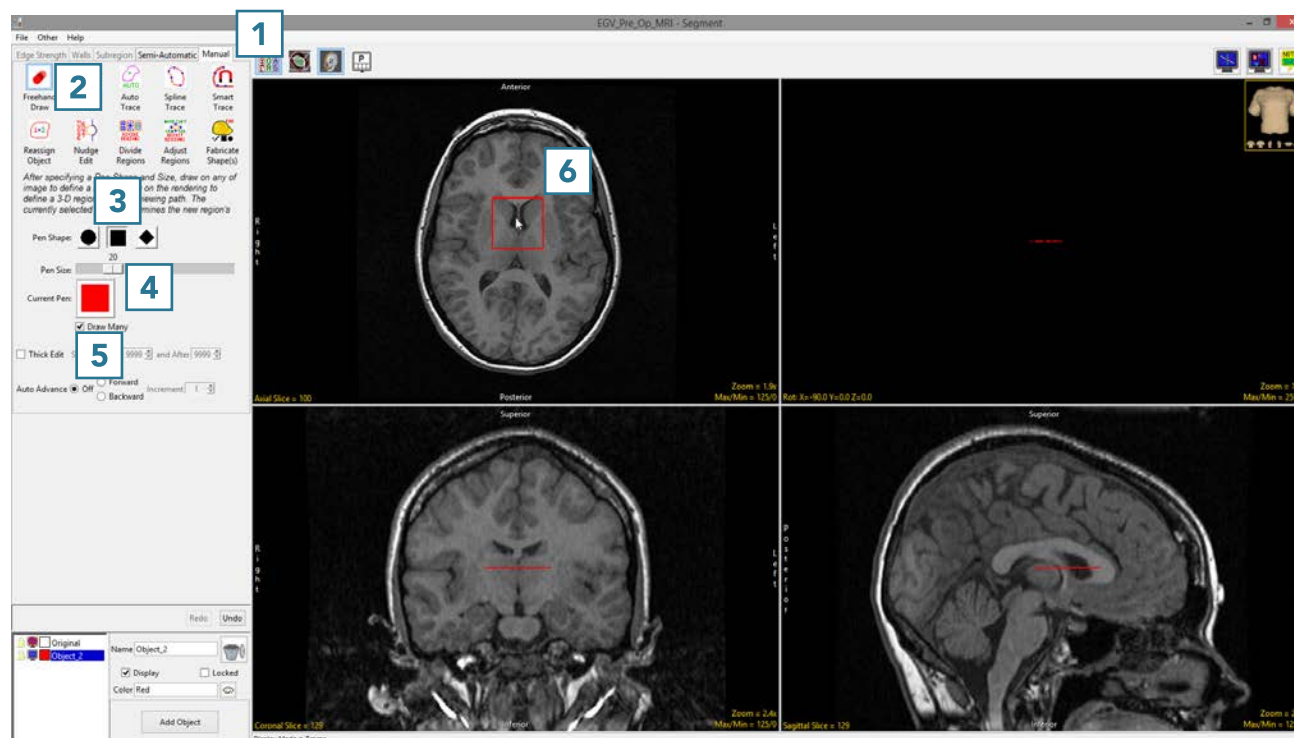 EGV_Pre_Op_MRI - Segment
1
File Other Help
Edge Strength Walls Subregion Semi-Automatic Manual
2
P
Freehand Draw
Auto Trace
Spline Trace
Smart Trace
Reassign Object
Nudge Edit
Divide Regions
Adjust Regions
Fabricate Shape(s)
After specifying a Pen Shape and Size, draw on any of
image to define a on the rendering to
define a 3-D region viewing path. The
currently selected determines the new region's
3
Pen Shape:
20
Pen Size:
4
Current Pen:
Draw Many
5
Thick Edit 9999 and After 9999
Auto Advance Off Forward Increment 1
Backward
Redo Undo
Original
Object_2
Name Object_2
Display Locked
Color Red
Add Object
Anterior
6
Right
Left
Axial Slice = 100
Posterior
Zoom = 1.9x
Max/Min = 125/0
Rot: X=-90.0 Y=0.0 Z=0.0
Superior
Right
Left
Coronal Slice = 129
Inferior
Zoom = 2.4x
Max/Min = 125/0
Superior
Posterior
Sagittal Slice = 129
Inferior